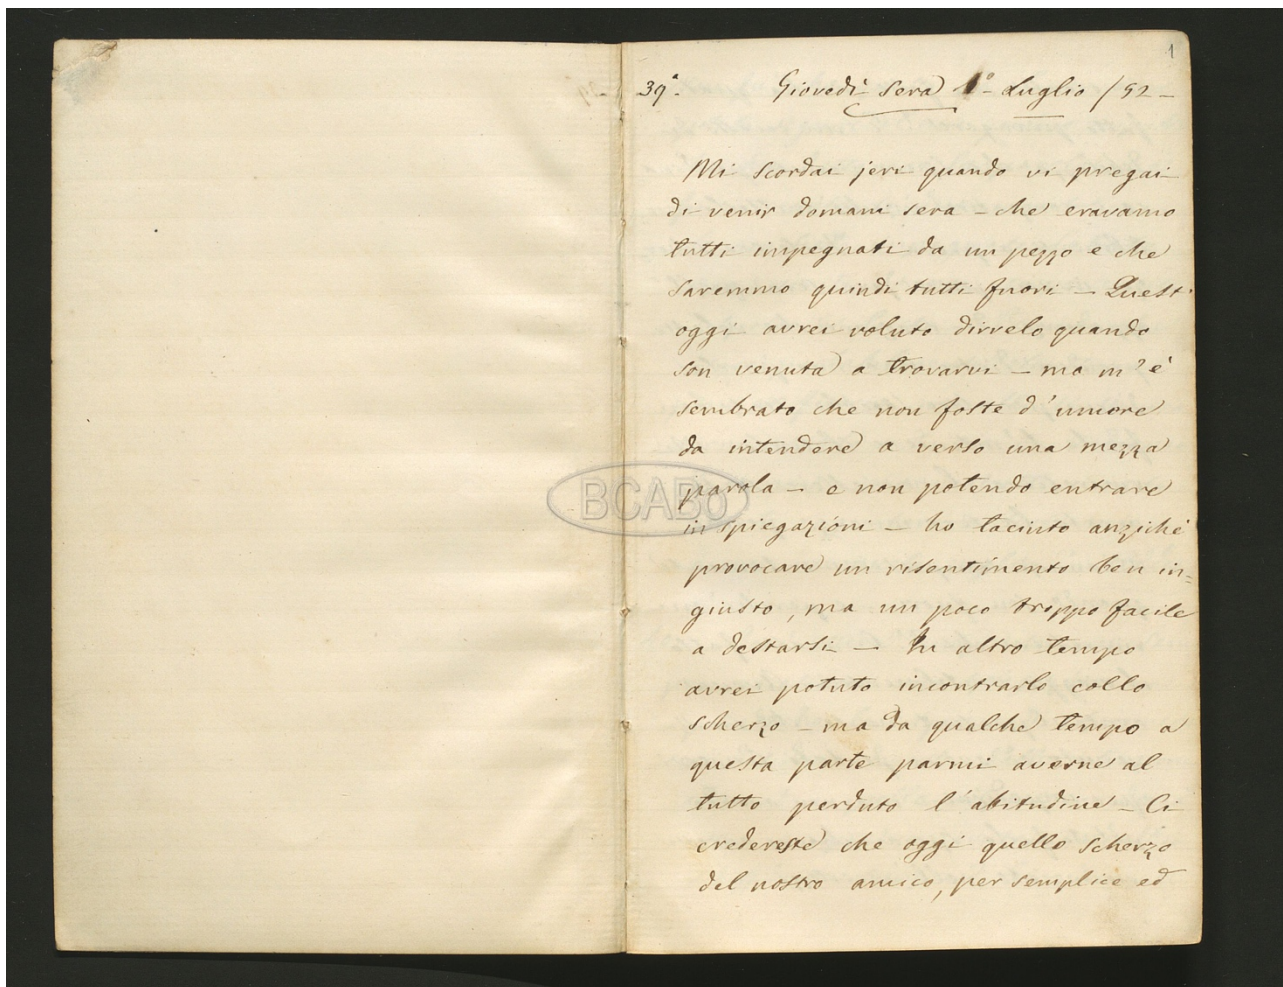 1
39ª.
Giovedì sera 1º Luglio /52 –
Mi scordai jeri quando vi pregai
di venir domani sera – che eravamo
tutti impegnati da un pezzo e che
saremmo quindi tutti fuori – Quest'
oggi avrei voluto dirvelo quando
son venuta a trovarvi – ma m'è
sembrato che non foste d'umore
da intendere a verso una mezza
parola – e non potendo entrare
in spiegazioni – ho taciuto anzichè
provocare un risentimento ben in=
giusto, ma un poco troppo facile
a destarsi – In altro tempo
avrei potuto incontrarlo collo
scherzo – ma da qualche tempo a
questa parte parmi averne al
tutto perduto l'abitudine – Ci
credereste che oggi quello scherzo
del nostro amico, per semplice ed
BCABo